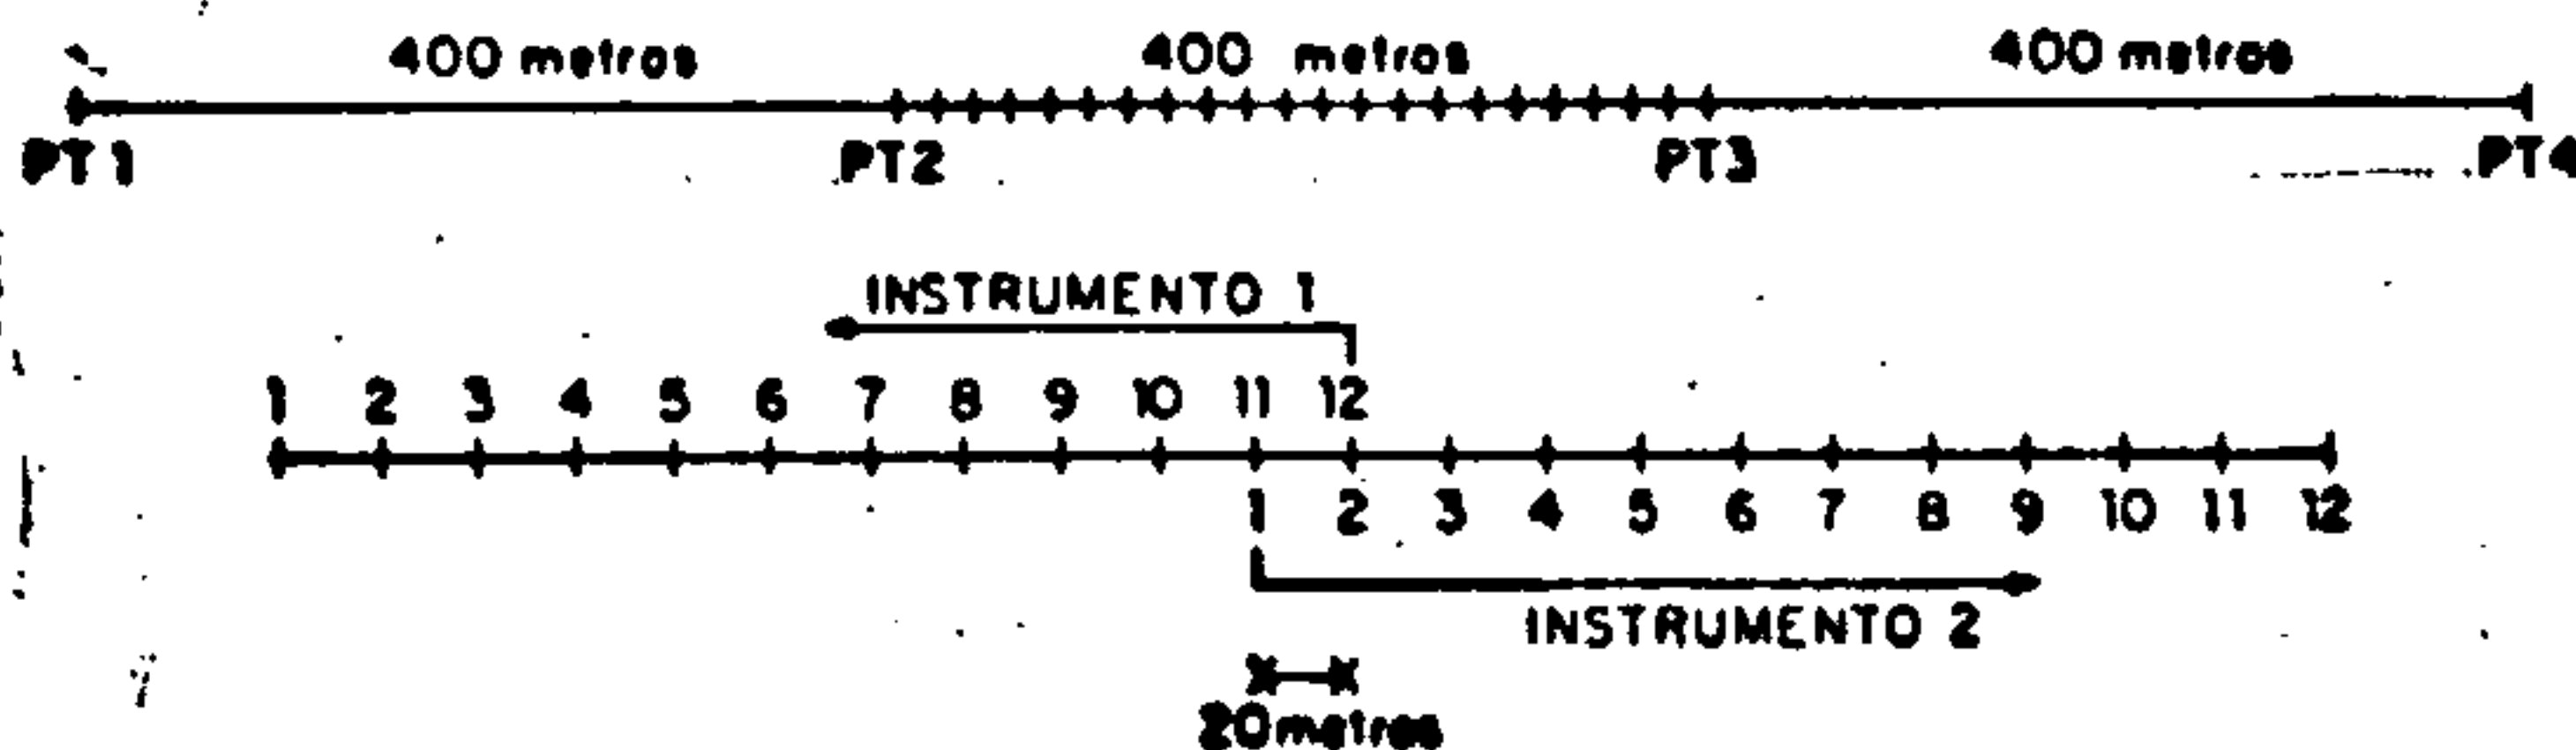 400 metros 400 metros 400 metros
PT1 PT2 PT3 PT4
INSTRUMENTO 1
1 2 3 4 5 6 7 8 9 10 11 12
1 2 3 4 5 6 7 8 9 10 11 12
INSTRUMENTO 2
20 metros